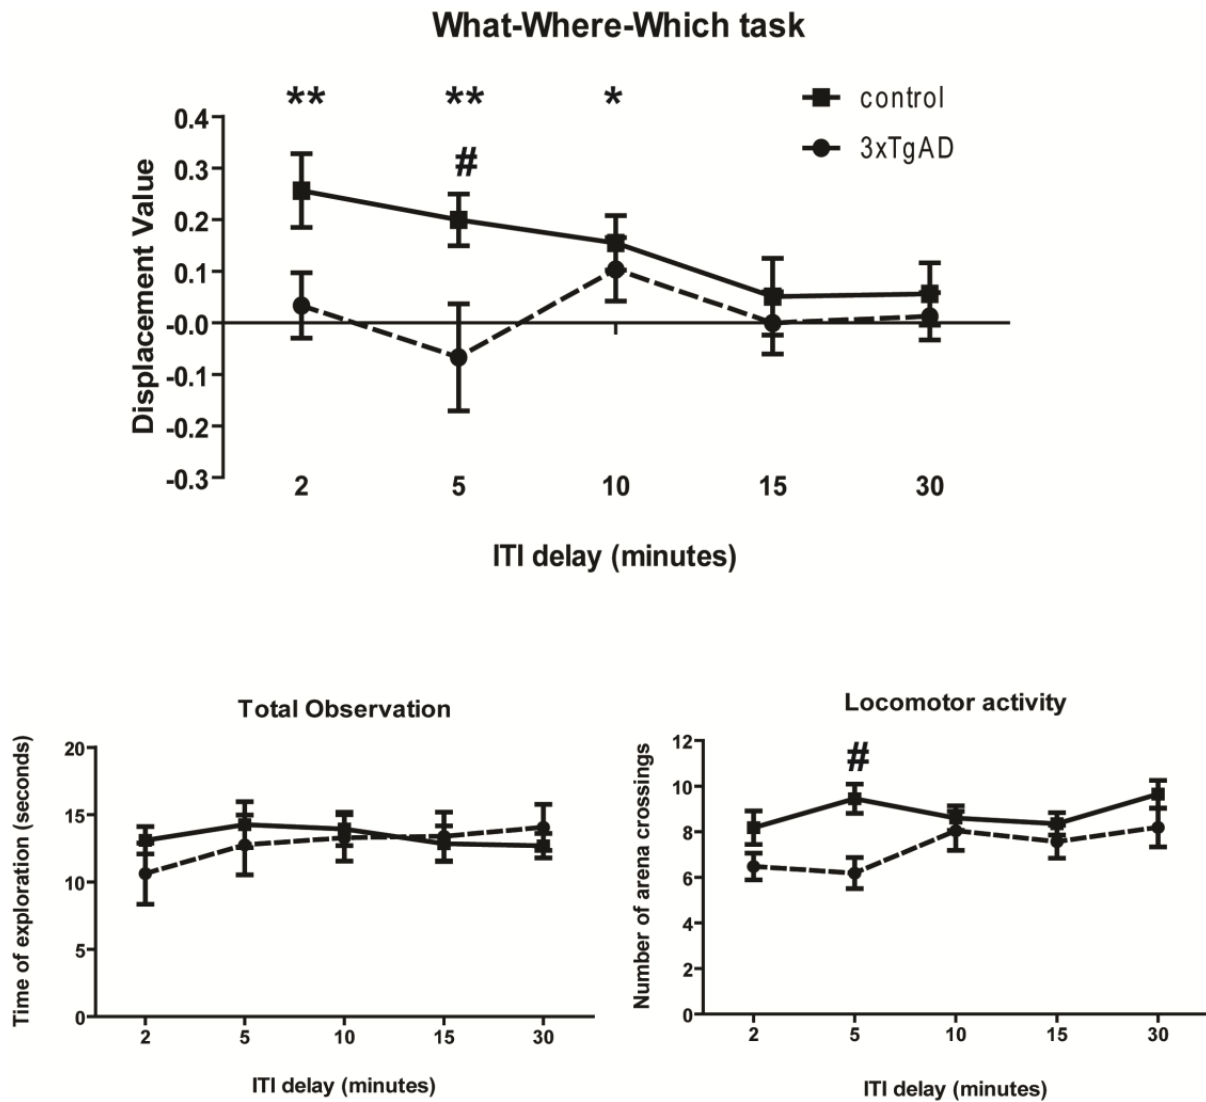 What-Where-Which task
** ** *
#
control
3xTgAD
Displacement Value
0.4
0.3
0.2
0.1
-0.0
-0.1
-0.2
-0.3
2 5 10 15 30
ITI delay (minutes)
Total Observation
Time of exploration (seconds)
20
15
10
5
0
2 5 10 15 30
ITI delay (minutes)
Locomotor activity
#
Number of arena crossings
12
10
8
6
4
2
0
2 5 10 15 30
ITI delay (minutes)